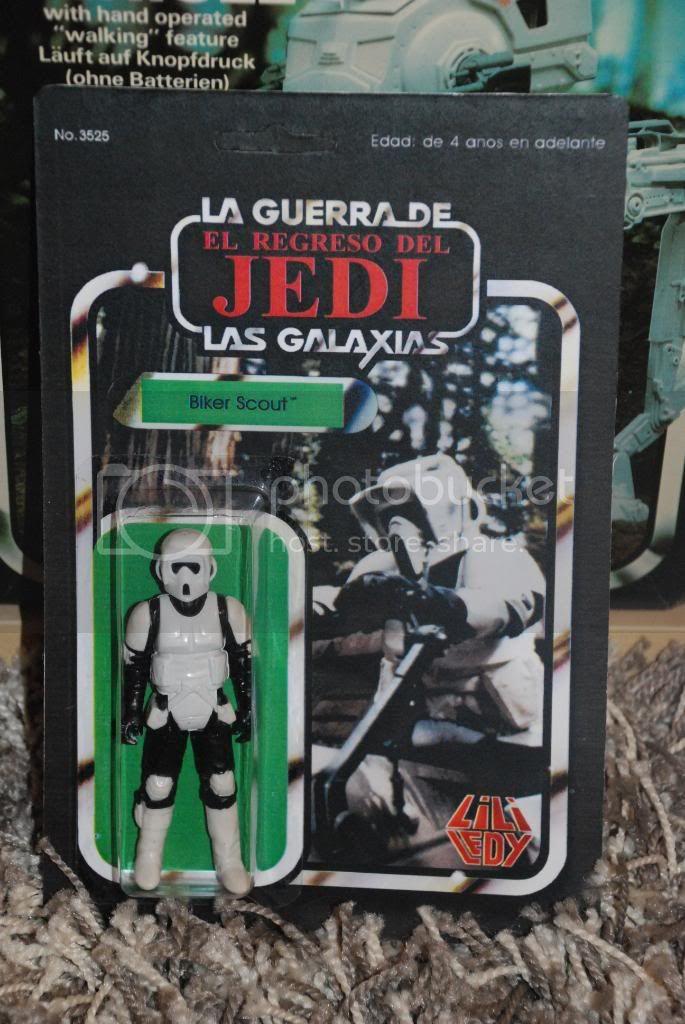 with hand operated
"walking" feature
Läuft auf Knopfdruck
(ohne Batterien)
No. 3525
Edad: de 4 anos en adelante
LA GUERRA DE
EL REGRESO DEL
JEDI
LAS GALAXIAS
Biker Scout™
photobucket
host. store. share.
LILI
LEDY